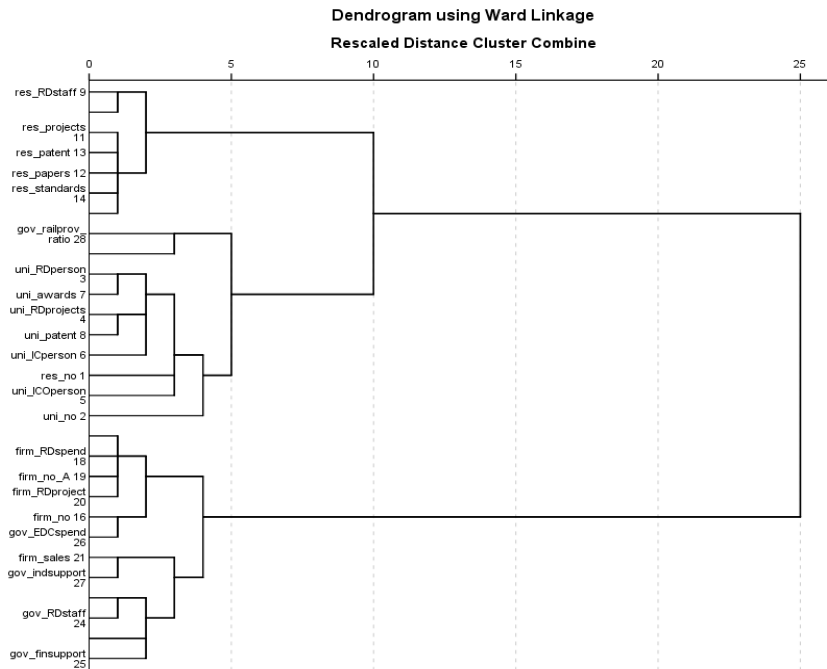 Dendrogram using Ward Linkage
Rescaled Distance Cluster Combine
0 5 10 15 20 25
res_RDstaff 9
res_projects
11
res_patent 13
res_papers 12
res_standards
14
gov_railprov_
ratio 28
uni_RDperson
3
uni_awards 7
uni_RDprojects
4
uni_patent 8
uni_ICperson 6
res_no 1
uni_ICOperson
5
uni_no 2
firm_RDspend
18
firm_no_A 19
firm_RDproject
20
firm_no 16
gov_EDCspend
26
firm_sales 21
gov_indsupport
27
gov_RDstaff
24
gov_finsupport
25